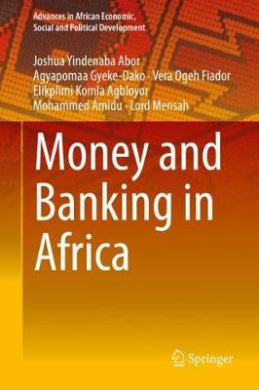 Advances in African Economic,
Social and Political Development
Joshua Yindenaba Abor
Agyapomaa Gyeke-Dako · Vera Ogeh Fiador
Elikplimi Komla Agbloyor
Mohammed Amidu · Lord Mensah
Money and
Banking in
Africa
Springer